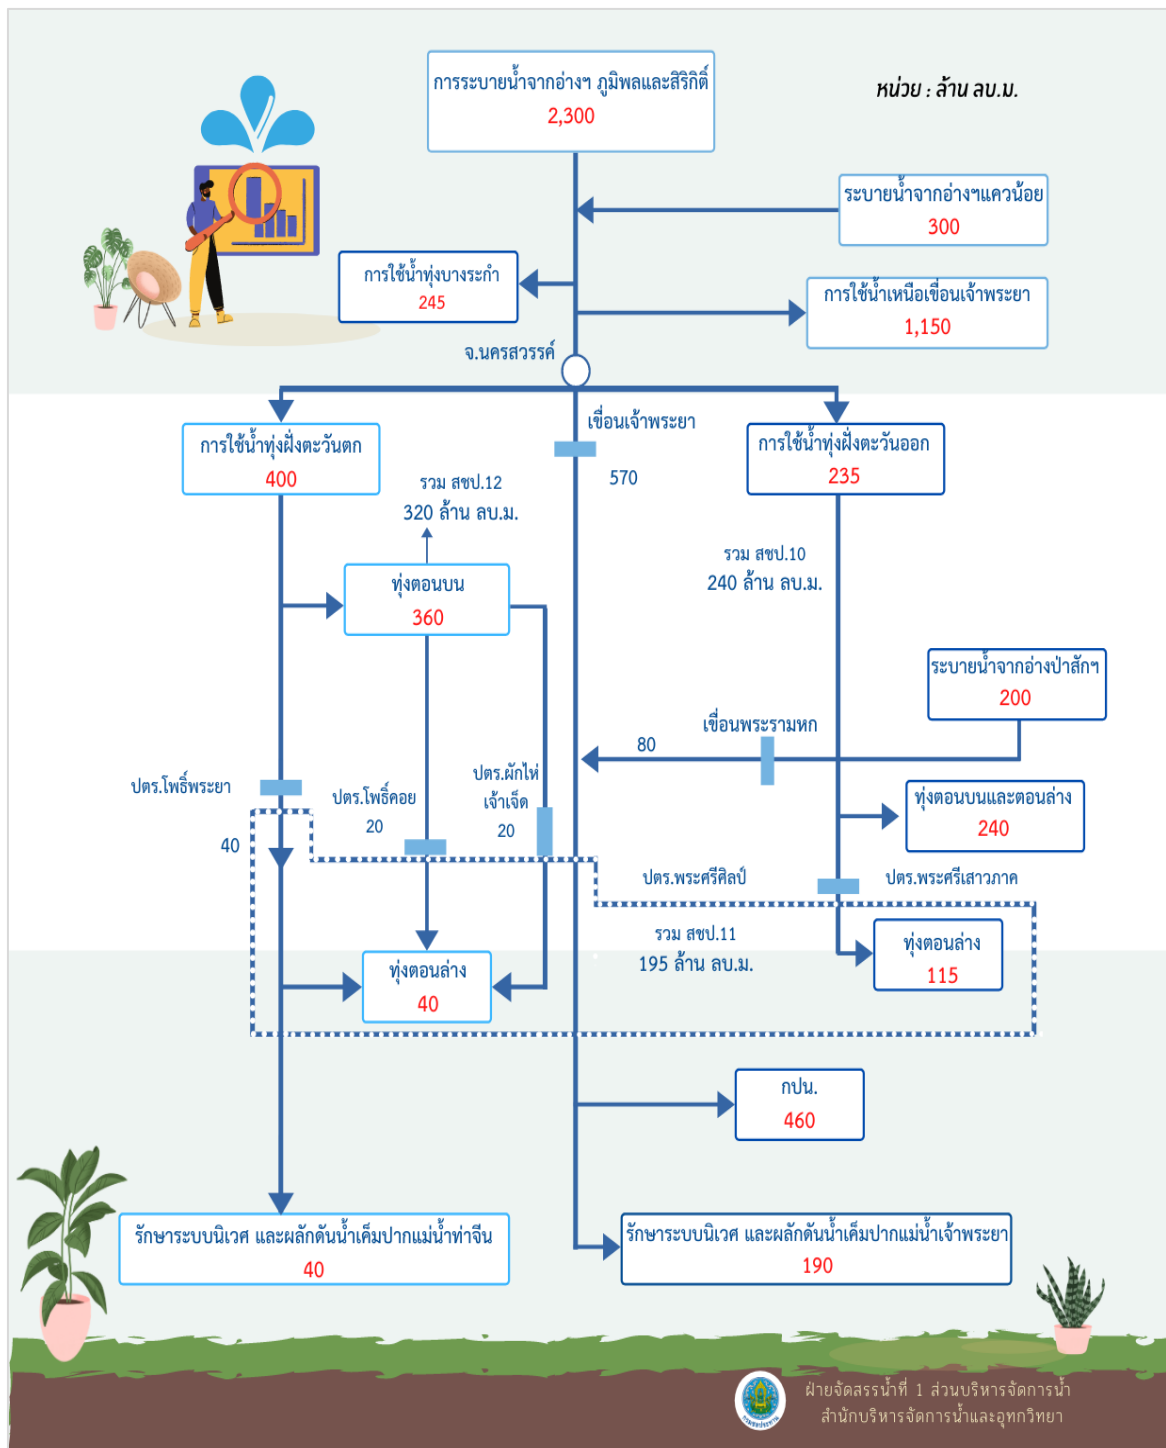 การระบายน้ำจากอ่างฯ ภูมิพลและสิริกิติ์
2,300
หน่วย : ล้าน ลบ.ม.
ระบายน้ำจากอ่างฯแควน้อย
300
การใช้น้ำทุ่งบางระกำ
245
การใช้น้ำเหนือเขื่อนเจ้าพระยา
1,150
จ.นครสวรรค์
การใช้น้ำทุ่งฝั่งตะวันตก
400
เขื่อนเจ้าพระยา
570
การใช้น้ำทุ่งฝั่งตะวันออก
235
รวม สชป.12
320 ล้าน ลบ.ม.
รวม สชป.10
240 ล้าน ลบ.ม.
ทุ่งตอนบน
360
ระบายน้ำจากอ่างป่าสักฯ
200
เขื่อนพระรามหก
80
ปตร.โพธิ์พระยา
40
ปตร.โพธิ์คอย
20
ปตร.ผักไห่
เจ้าเจ็ด
20
ทุ่งตอนบนและตอนล่าง
240
ปตร.พระศรีศิลป์
ปตร.พระศรีเสาวภาค
รวม สชป.11
195 ล้าน ลบ.ม.
ทุ่งตอนล่าง
40
ทุ่งตอนล่าง
115
กปน.
460
รักษาระบบนิเวศ และผลักดันน้ำเค็มปากแม่น้ำท่าจีน
40
รักษาระบบนิเวศ และผลักดันน้ำเค็มปากแม่น้ำเจ้าพระยา
190
กรมชลประทาน
ฝ่ายจัดสรรน้ำที่ 1 ส่วนบริหารจัดการน้ำ
สำนักบริหารจัดการน้ำและอุทกวิทยา